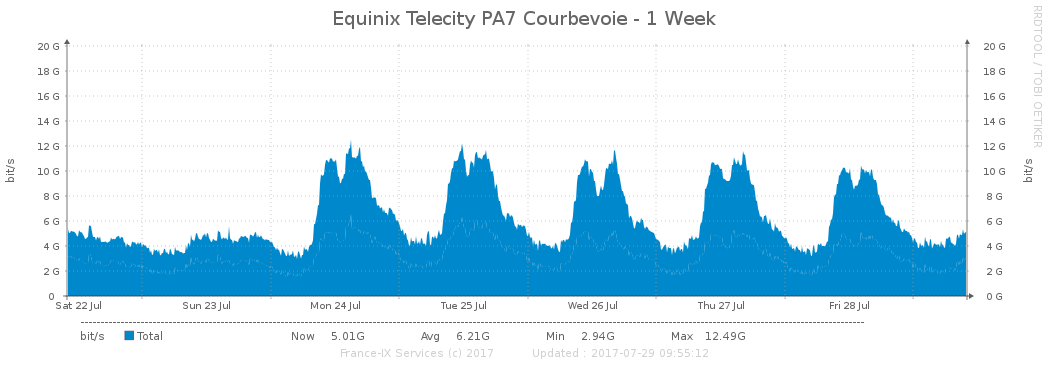 Equinix Telecity PA7 Courbevoie - 1 Week
RRDTOOL / TOBI OETIKER
20 G 20 G
18 G 18 G
16 G 16 G
14 G 14 G
12 G 12 G
10 G 10 G
8 G 8 G
6 G 6 G
4 G 4 G
2 G 2 G
0 0 G
bit/s bit/s
Sat 22 Jul Sun 23 Jul Mon 24 Jul Tue 25 Jul Wed 26 Jul Thu 27 Jul Fri 28 Jul
bit/s Total Now 5.01G Avg 6.21G Min 2.94G Max 12.49G
France-IX Services (c) 2017 Updated : 2017-07-29 09:55:12